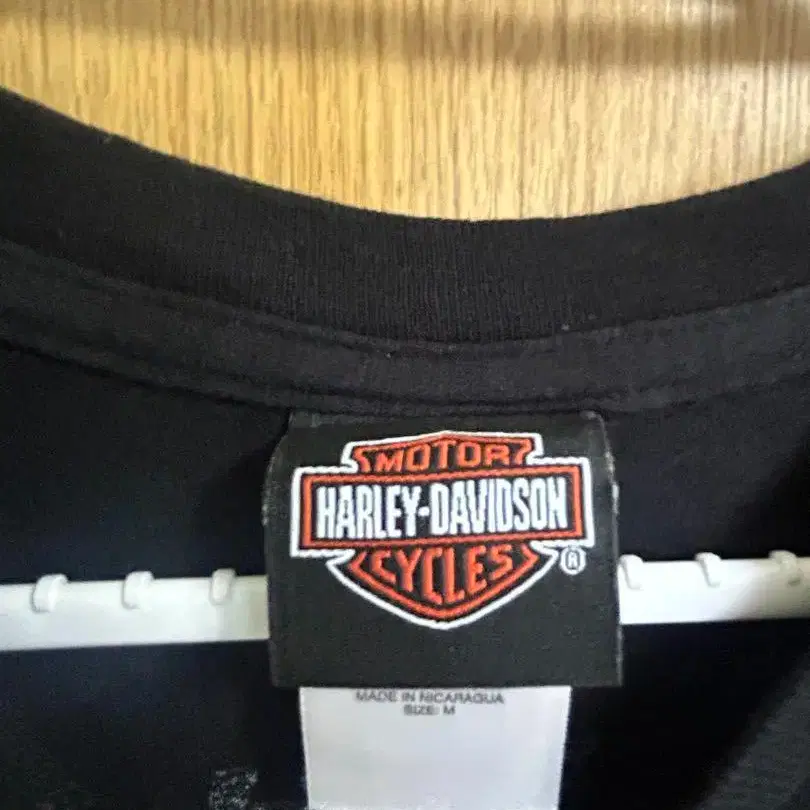 MOTOR
HARLEY-DAVIDSON
CYCLES
®
MADE IN NICARAGUA
SIZE: M